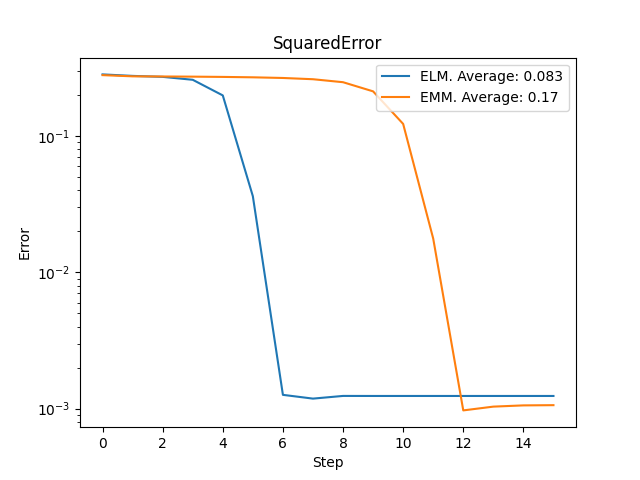 SquaredError
ELM. Average: 0.083
EMM. Average: 0.17
Error
10⁻¹
10⁻²
10⁻³
0 2 4 6 8 10 12 14
Step